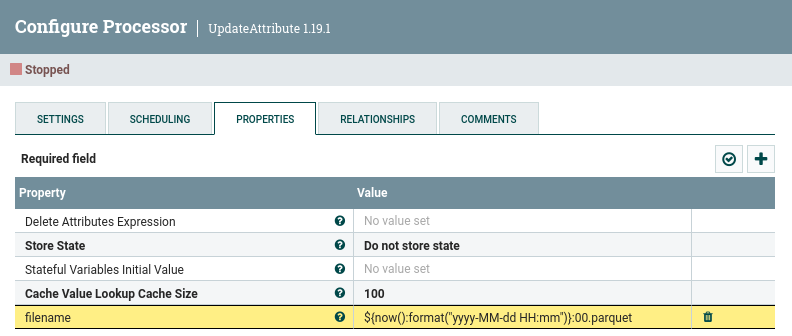 Configure Processor | UpdateAttribute 1.19.1
Stopped
SETTINGS SCHEDULING PROPERTIES RELATIONSHIPS COMMENTS
Required field
Property Value
Delete Attributes Expression No value set
Store State Do not store state
Stateful Variables Initial Value No value set
Cache Value Lookup Cache Size 100
filename ${now():format("yyyy-MM-dd HH:mm")}:00.parquet